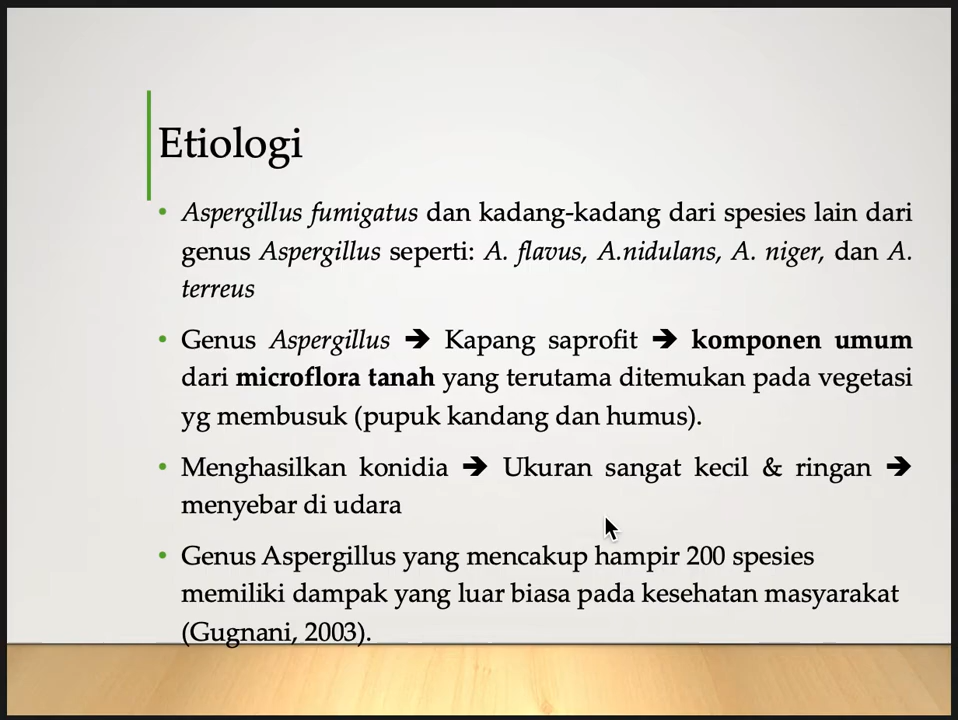 Etiologi
• Aspergillus fumigatus dan kadang-kadang dari spesies lain dari
genus Aspergillus seperti: A. flavus, A.nidulans, A. niger, dan A.
terreus
• Genus Aspergillus ➔ Kapang saprofit ➔ komponen umum
dari microflora tanah yang terutama ditemukan pada vegetasi
yg membusuk (pupuk kandang dan humus).
• Menghasilkan konidia ➔ Ukuran sangat kecil & ringan ➔
menyebar di udara
• Genus Aspergillus yang mencakup hampir 200 spesies
memiliki dampak yang luar biasa pada kesehatan masyarakat
(Gugnani, 2003).